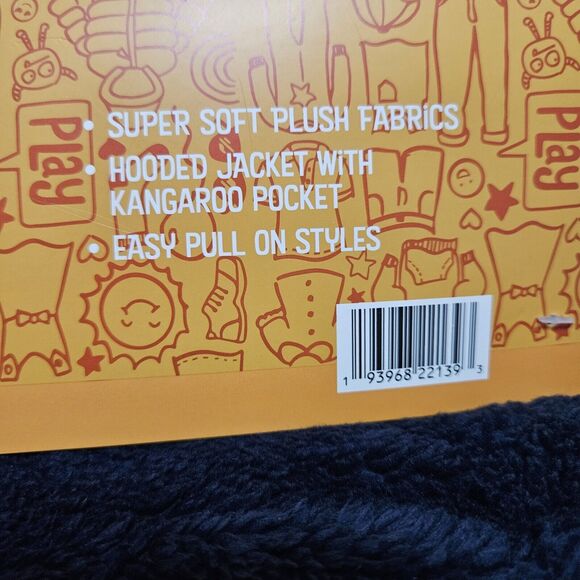 • SUPER SOFT PLUSH FABRiCS
• HOODED JACKET WiTH
KANGAROO POCKET
• EASY PULL ON STYLES
PLay
PLay
1 93968 22139 3